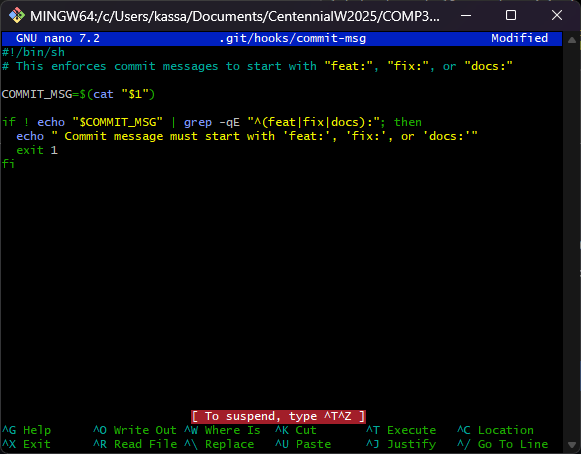 MINGW64:/c/Users/kassa/Documents/CentennialW2025/COMP3...
GNU nano 7.2 .git/hooks/commit-msg Modified
#!/bin/sh
# This enforces commit messages to start with "feat:", "fix:", or "docs:"
COMMIT_MSG=$(cat "$1")
if ! echo "$COMMIT_MSG" | grep -qE "^(feat|fix|docs):"; then
  echo " Commit message must start with 'feat:', 'fix:', or 'docs:'"
  exit 1
fi
[ To suspend, type ^T^Z ]
^G Help ^O Write Out ^W Where Is ^K Cut ^T Execute ^C Location
^X Exit ^R Read File ^\ Replace ^U Paste ^J Justify ^/ Go To Line